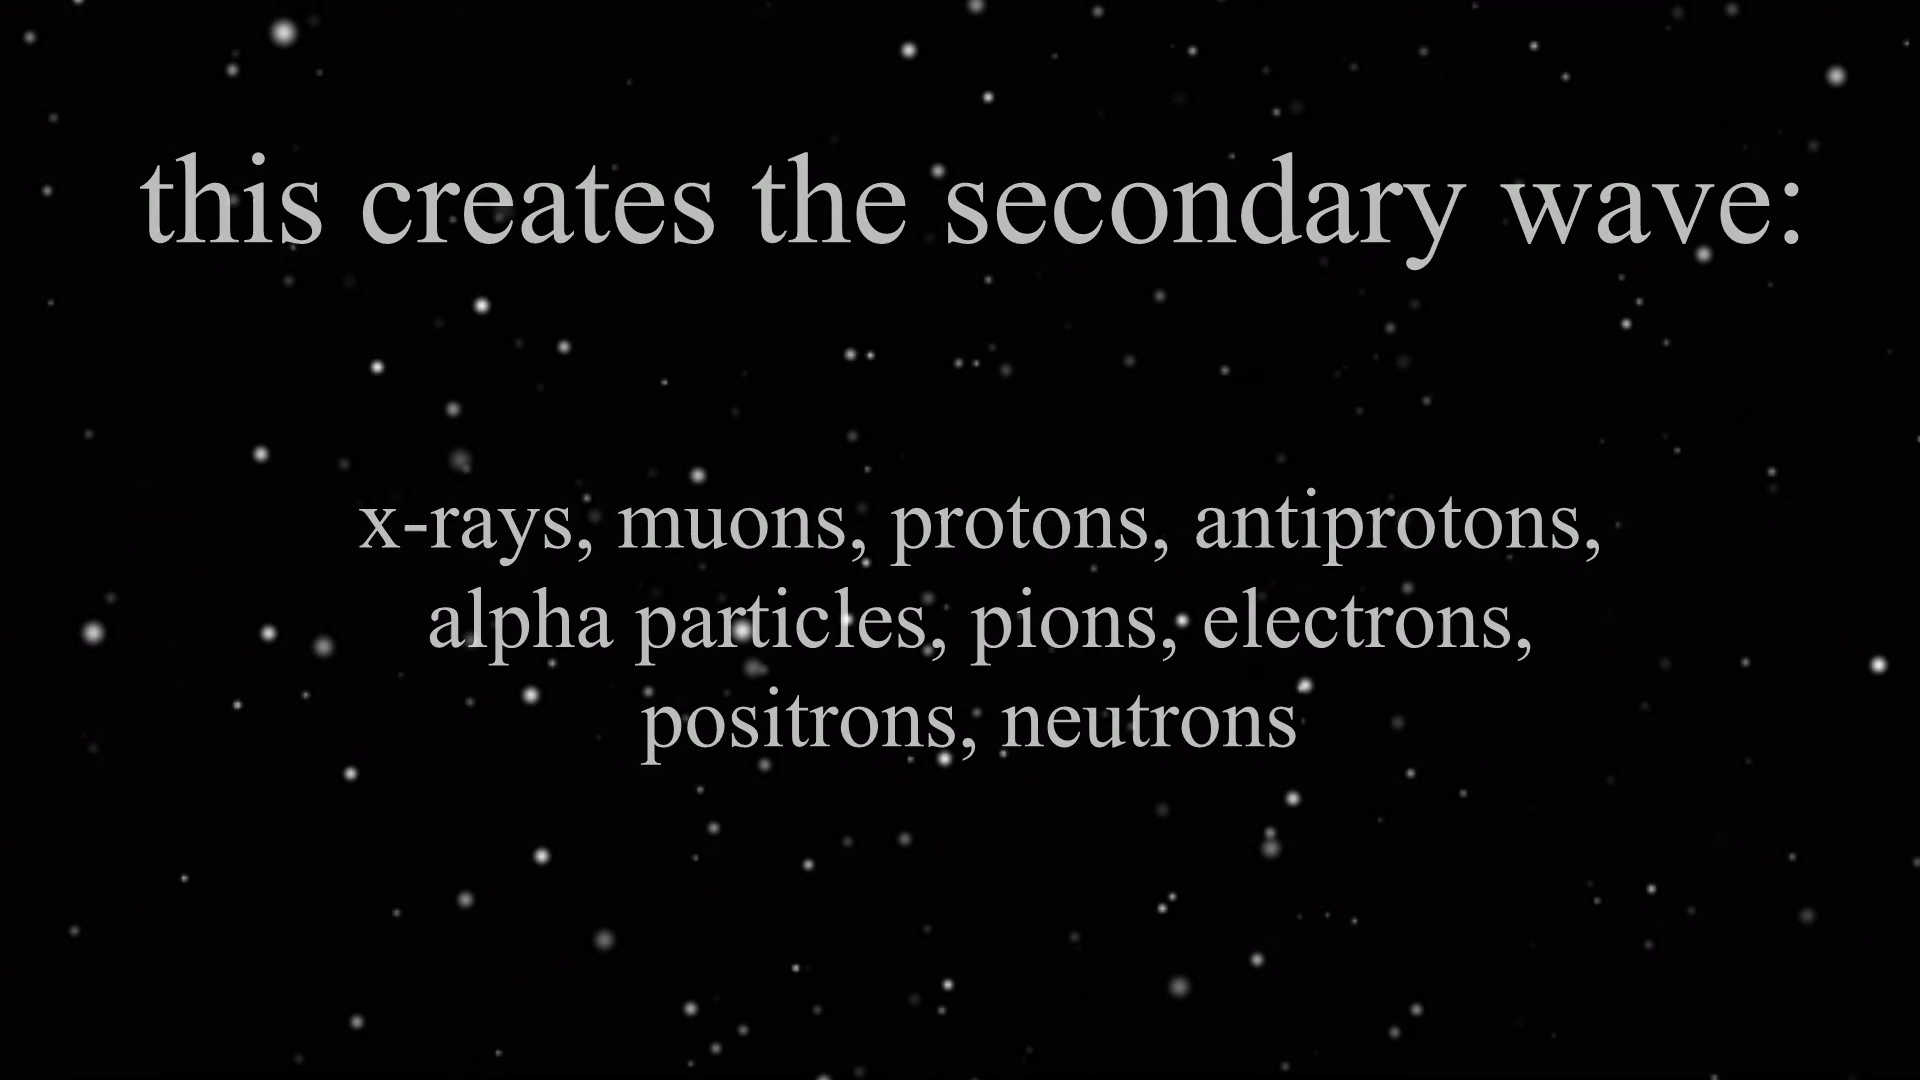 this creates the secondary wave:
x-rays, muons, protons, antiprotons,
alpha particles, pions, electrons,
positrons, neutrons